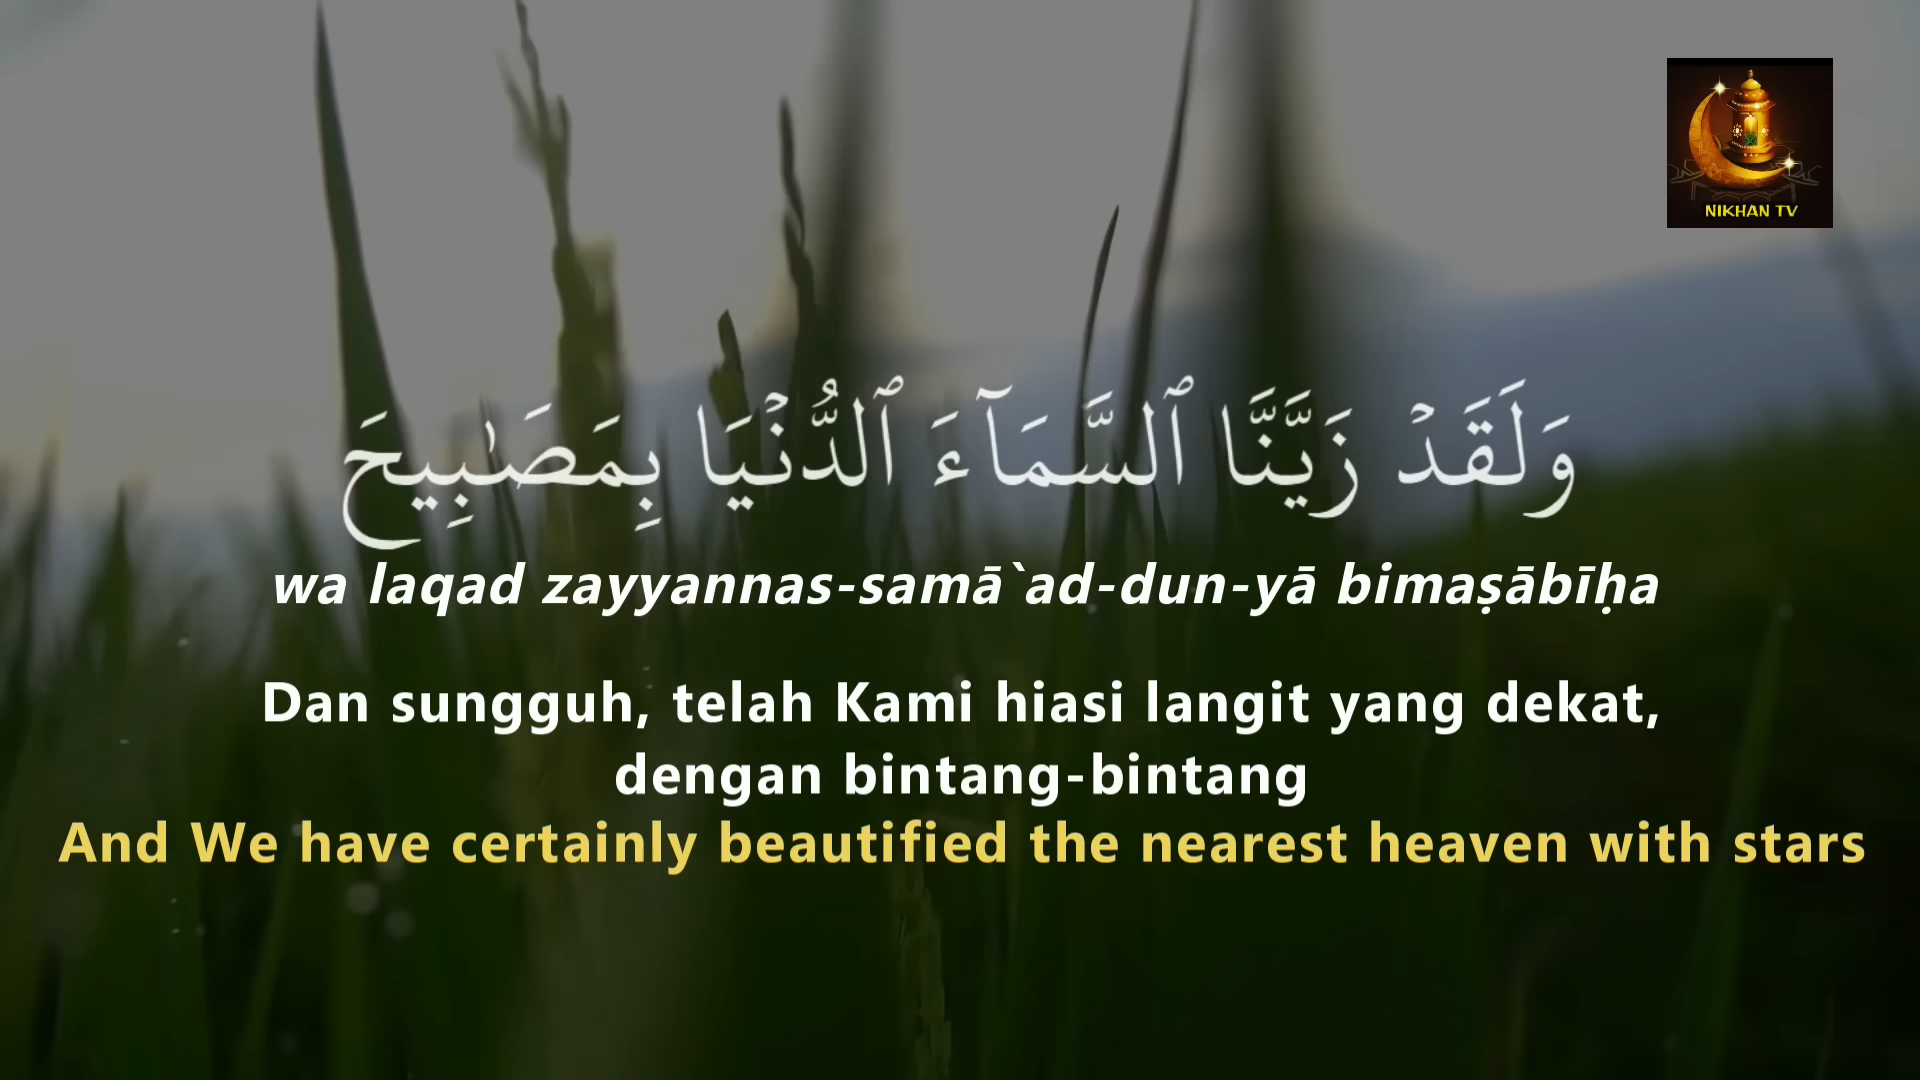 NIKHAN TV
وَلَقَدۡ زَيَّنَّا ٱلسَّمَآءَ ٱلدُّنۡيَا بِمَصَٰبِيحَ
wa laqad zayyannas-samā`ad-dun-yā bimaṣābīḥa
Dan sungguh, telah Kami hiasi langit yang dekat,
dengan bintang-bintang
And We have certainly beautified the nearest heaven with stars